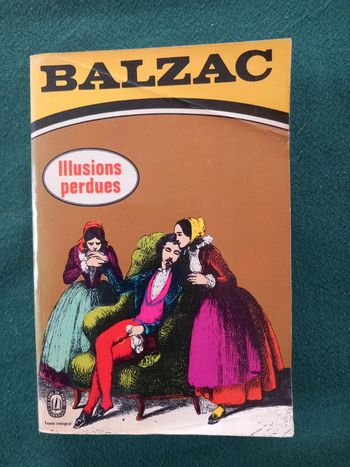 BALZAC
Illusions
perdues
Texte intégral